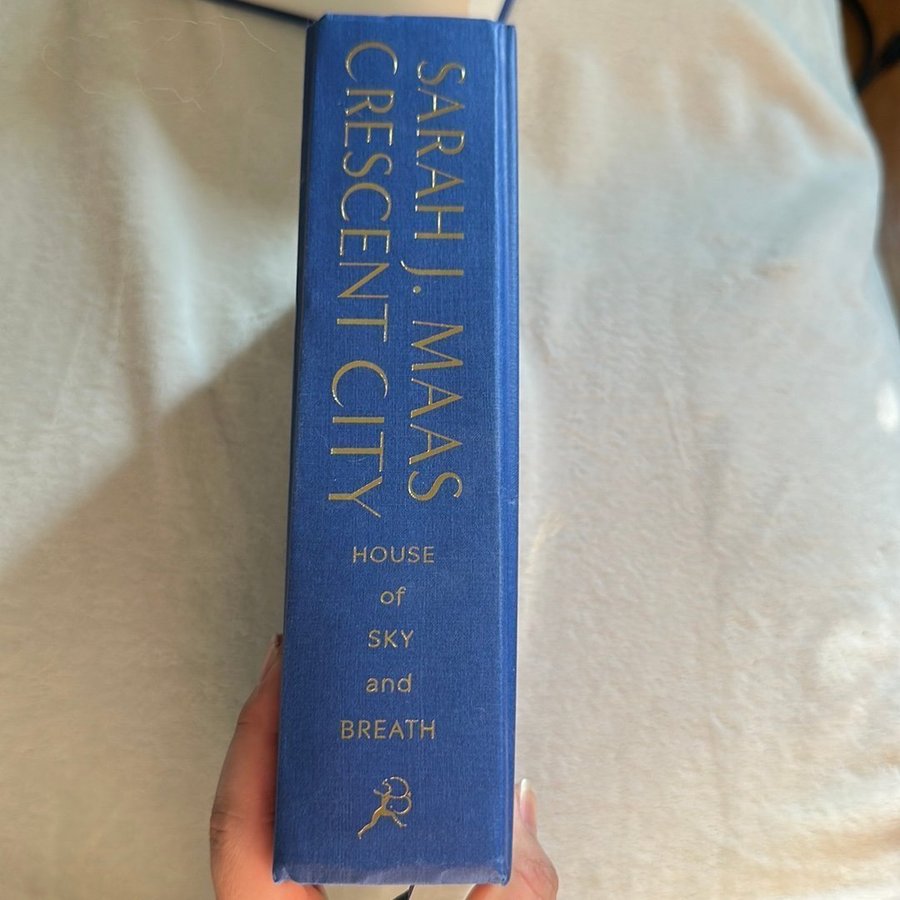 SARAH J. MAAS
CRESCENT CITY
HOUSE
of
SKY
and
BREATH